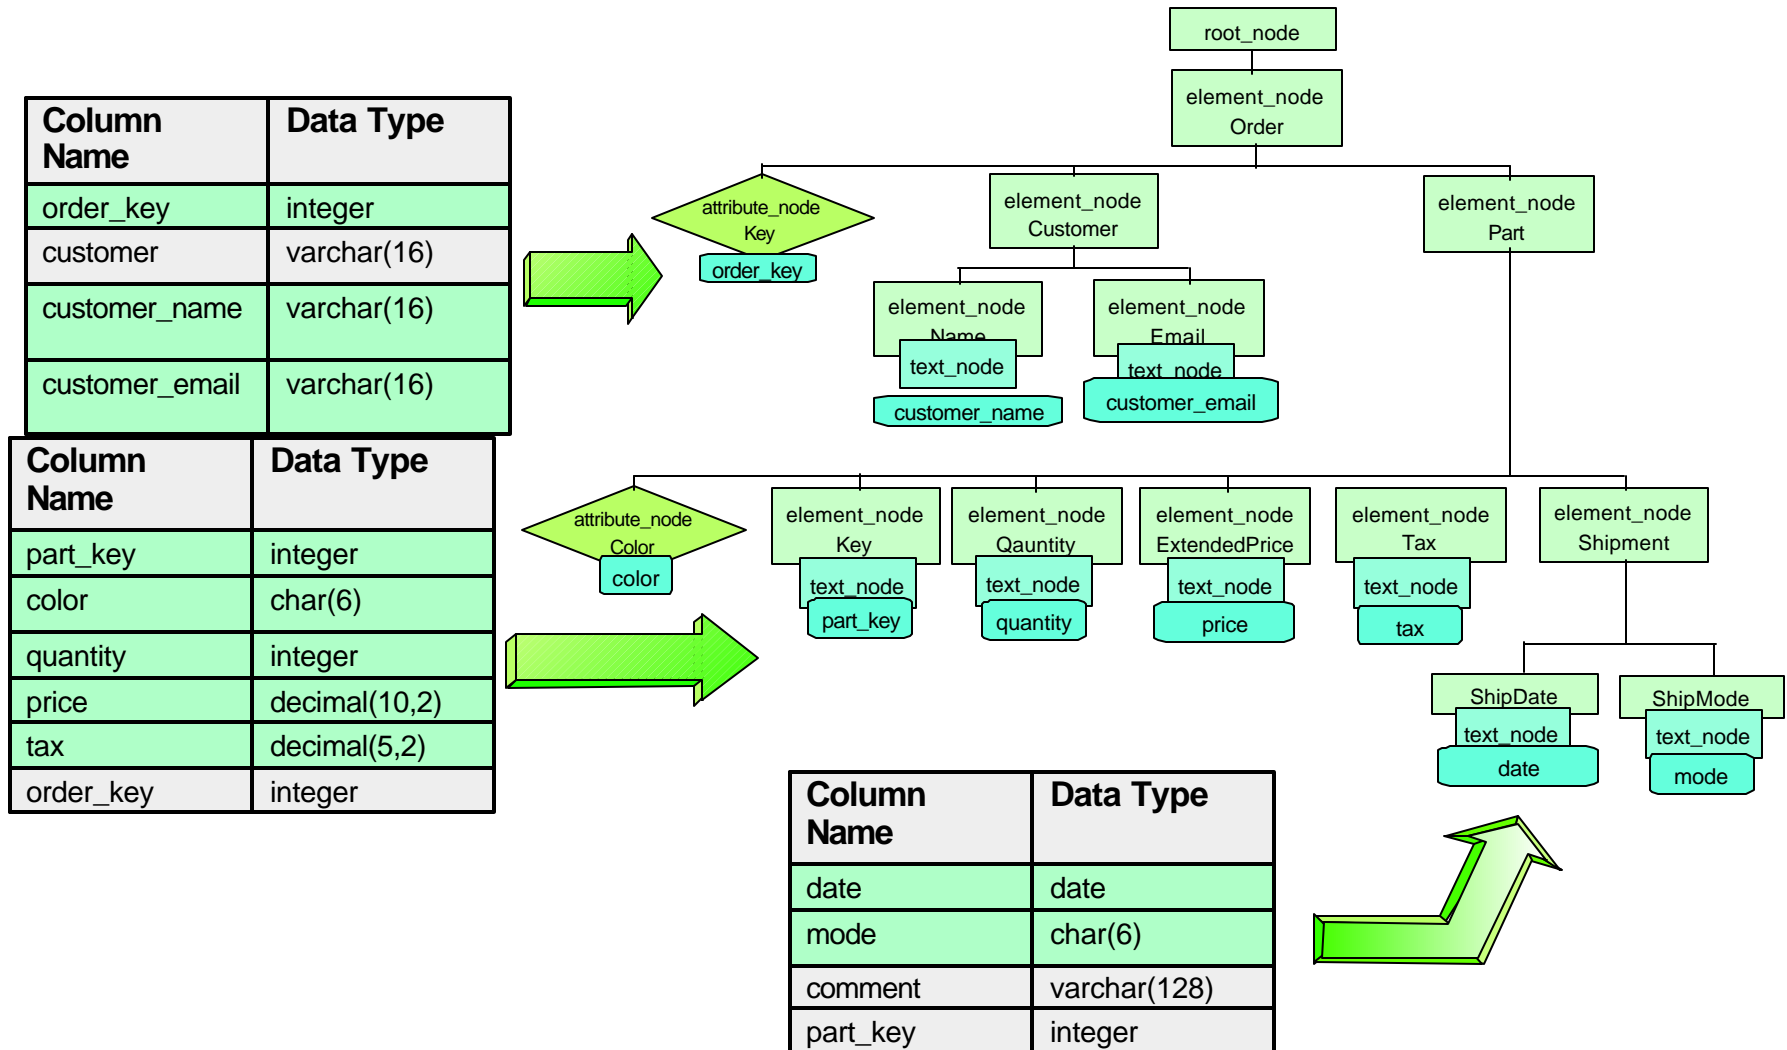 root_node
element_node
Order
attribute_node
Key
order_key
element_node
Customer
element_node
Part
element_node
Name
text_node
customer_name
element_node
Email
text_node
customer_email
Column Name Data Type
order_key integer
customer varchar(16)
customer_name varchar(16)
customer_email varchar(16)
Column Name Data Type
part_key integer
color char(6)
quantity integer
price decimal(10,2)
tax decimal(5,2)
order_key integer
attribute_node
Color
color
element_node
Key
text_node
part_key
element_node
Qauntity
text_node
quantity
element_node
ExtendedPrice
text_node
price
element_node
Tax
text_node
tax
element_node
Shipment
ShipDate
text_node
date
ShipMode
text_node
mode
Column Name Data Type
date date
mode char(6)
comment varchar(128)
part_key integer